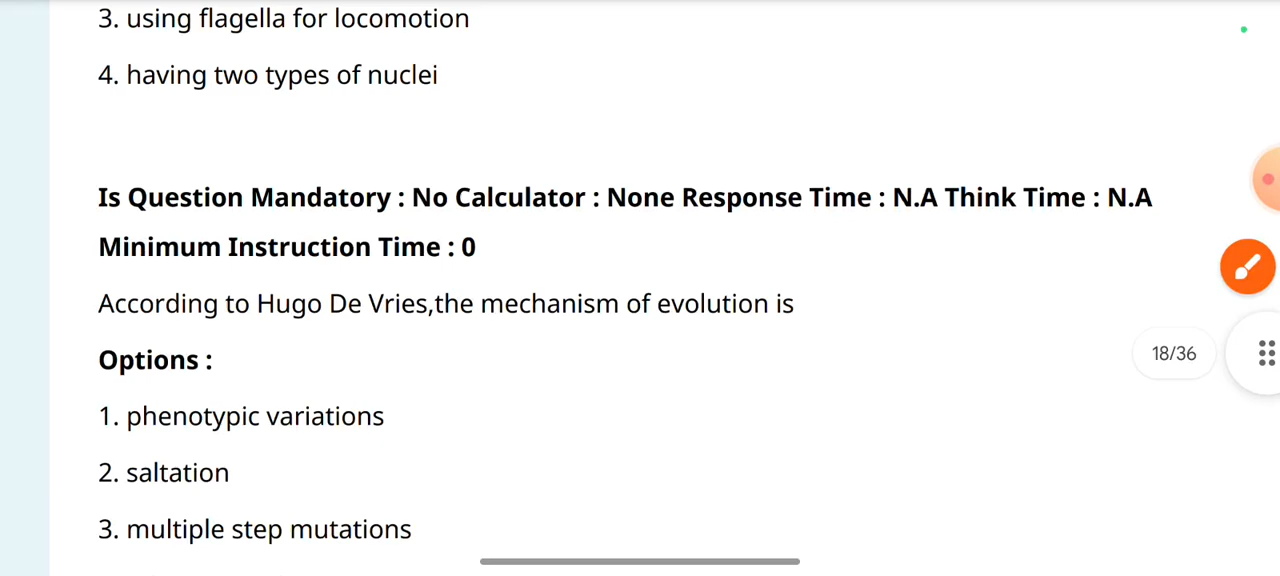 3. using flagella for locomotion
4. having two types of nuclei
Is Question Mandatory : No Calculator : None Response Time : N.A Think Time : N.A
Minimum Instruction Time : 0
According to Hugo De Vries,the mechanism of evolution is
Options :
18/36
1. phenotypic variations
2. saltation
3. multiple step mutations